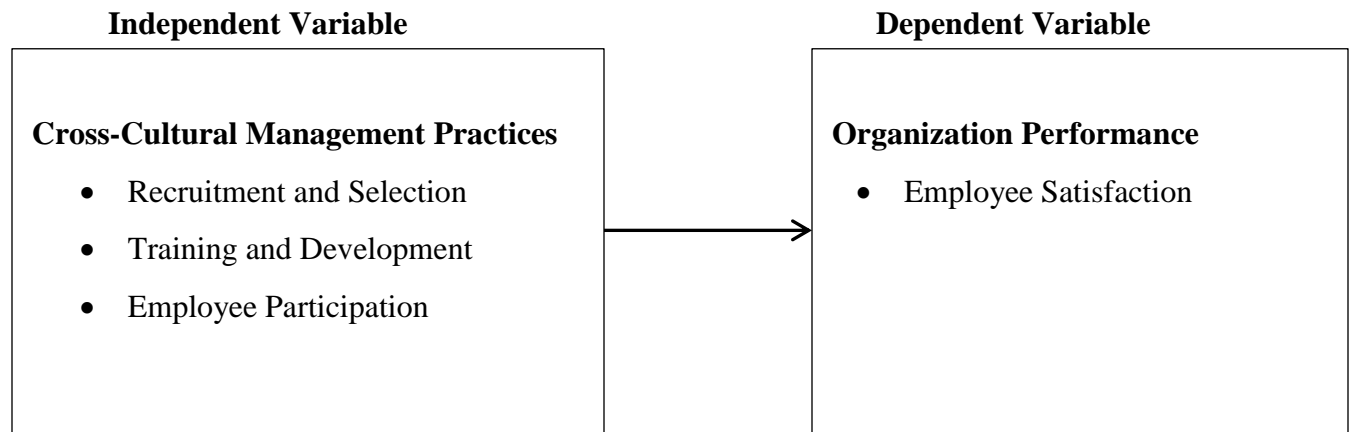 Independent Variable
Dependent Variable
Cross-Cultural Management Practices
• Recruitment and Selection
• Training and Development
• Employee Participation
Organization Performance
• Employee Satisfaction